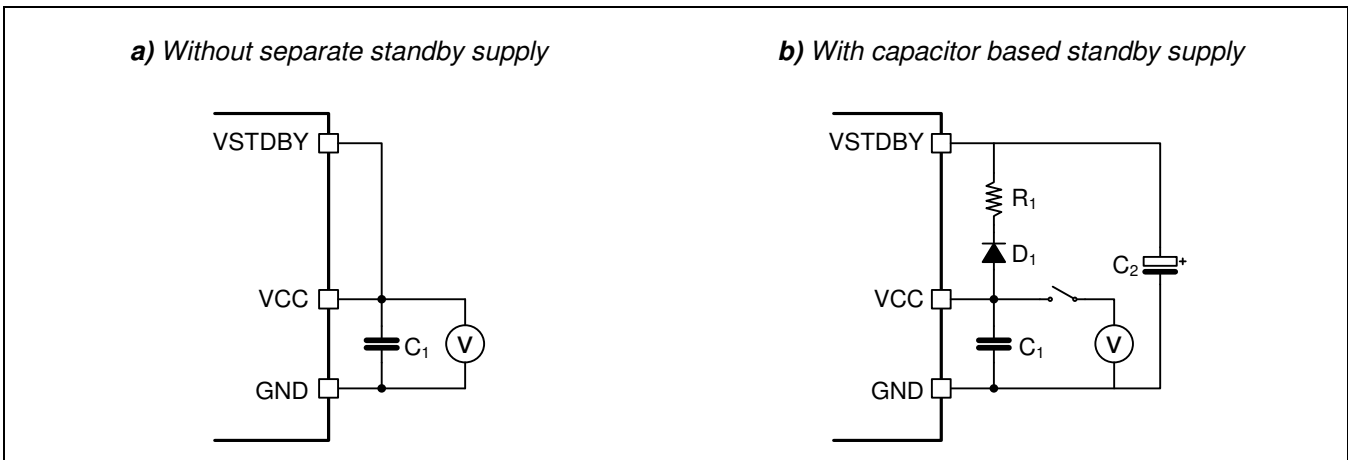 a) Without separate standby supply
VSTDBY
VCC
C₁
V
GND
b) With capacitor based standby supply
VSTDBY
R₁
D₁
C₂
+
VCC
C₁
V
GND